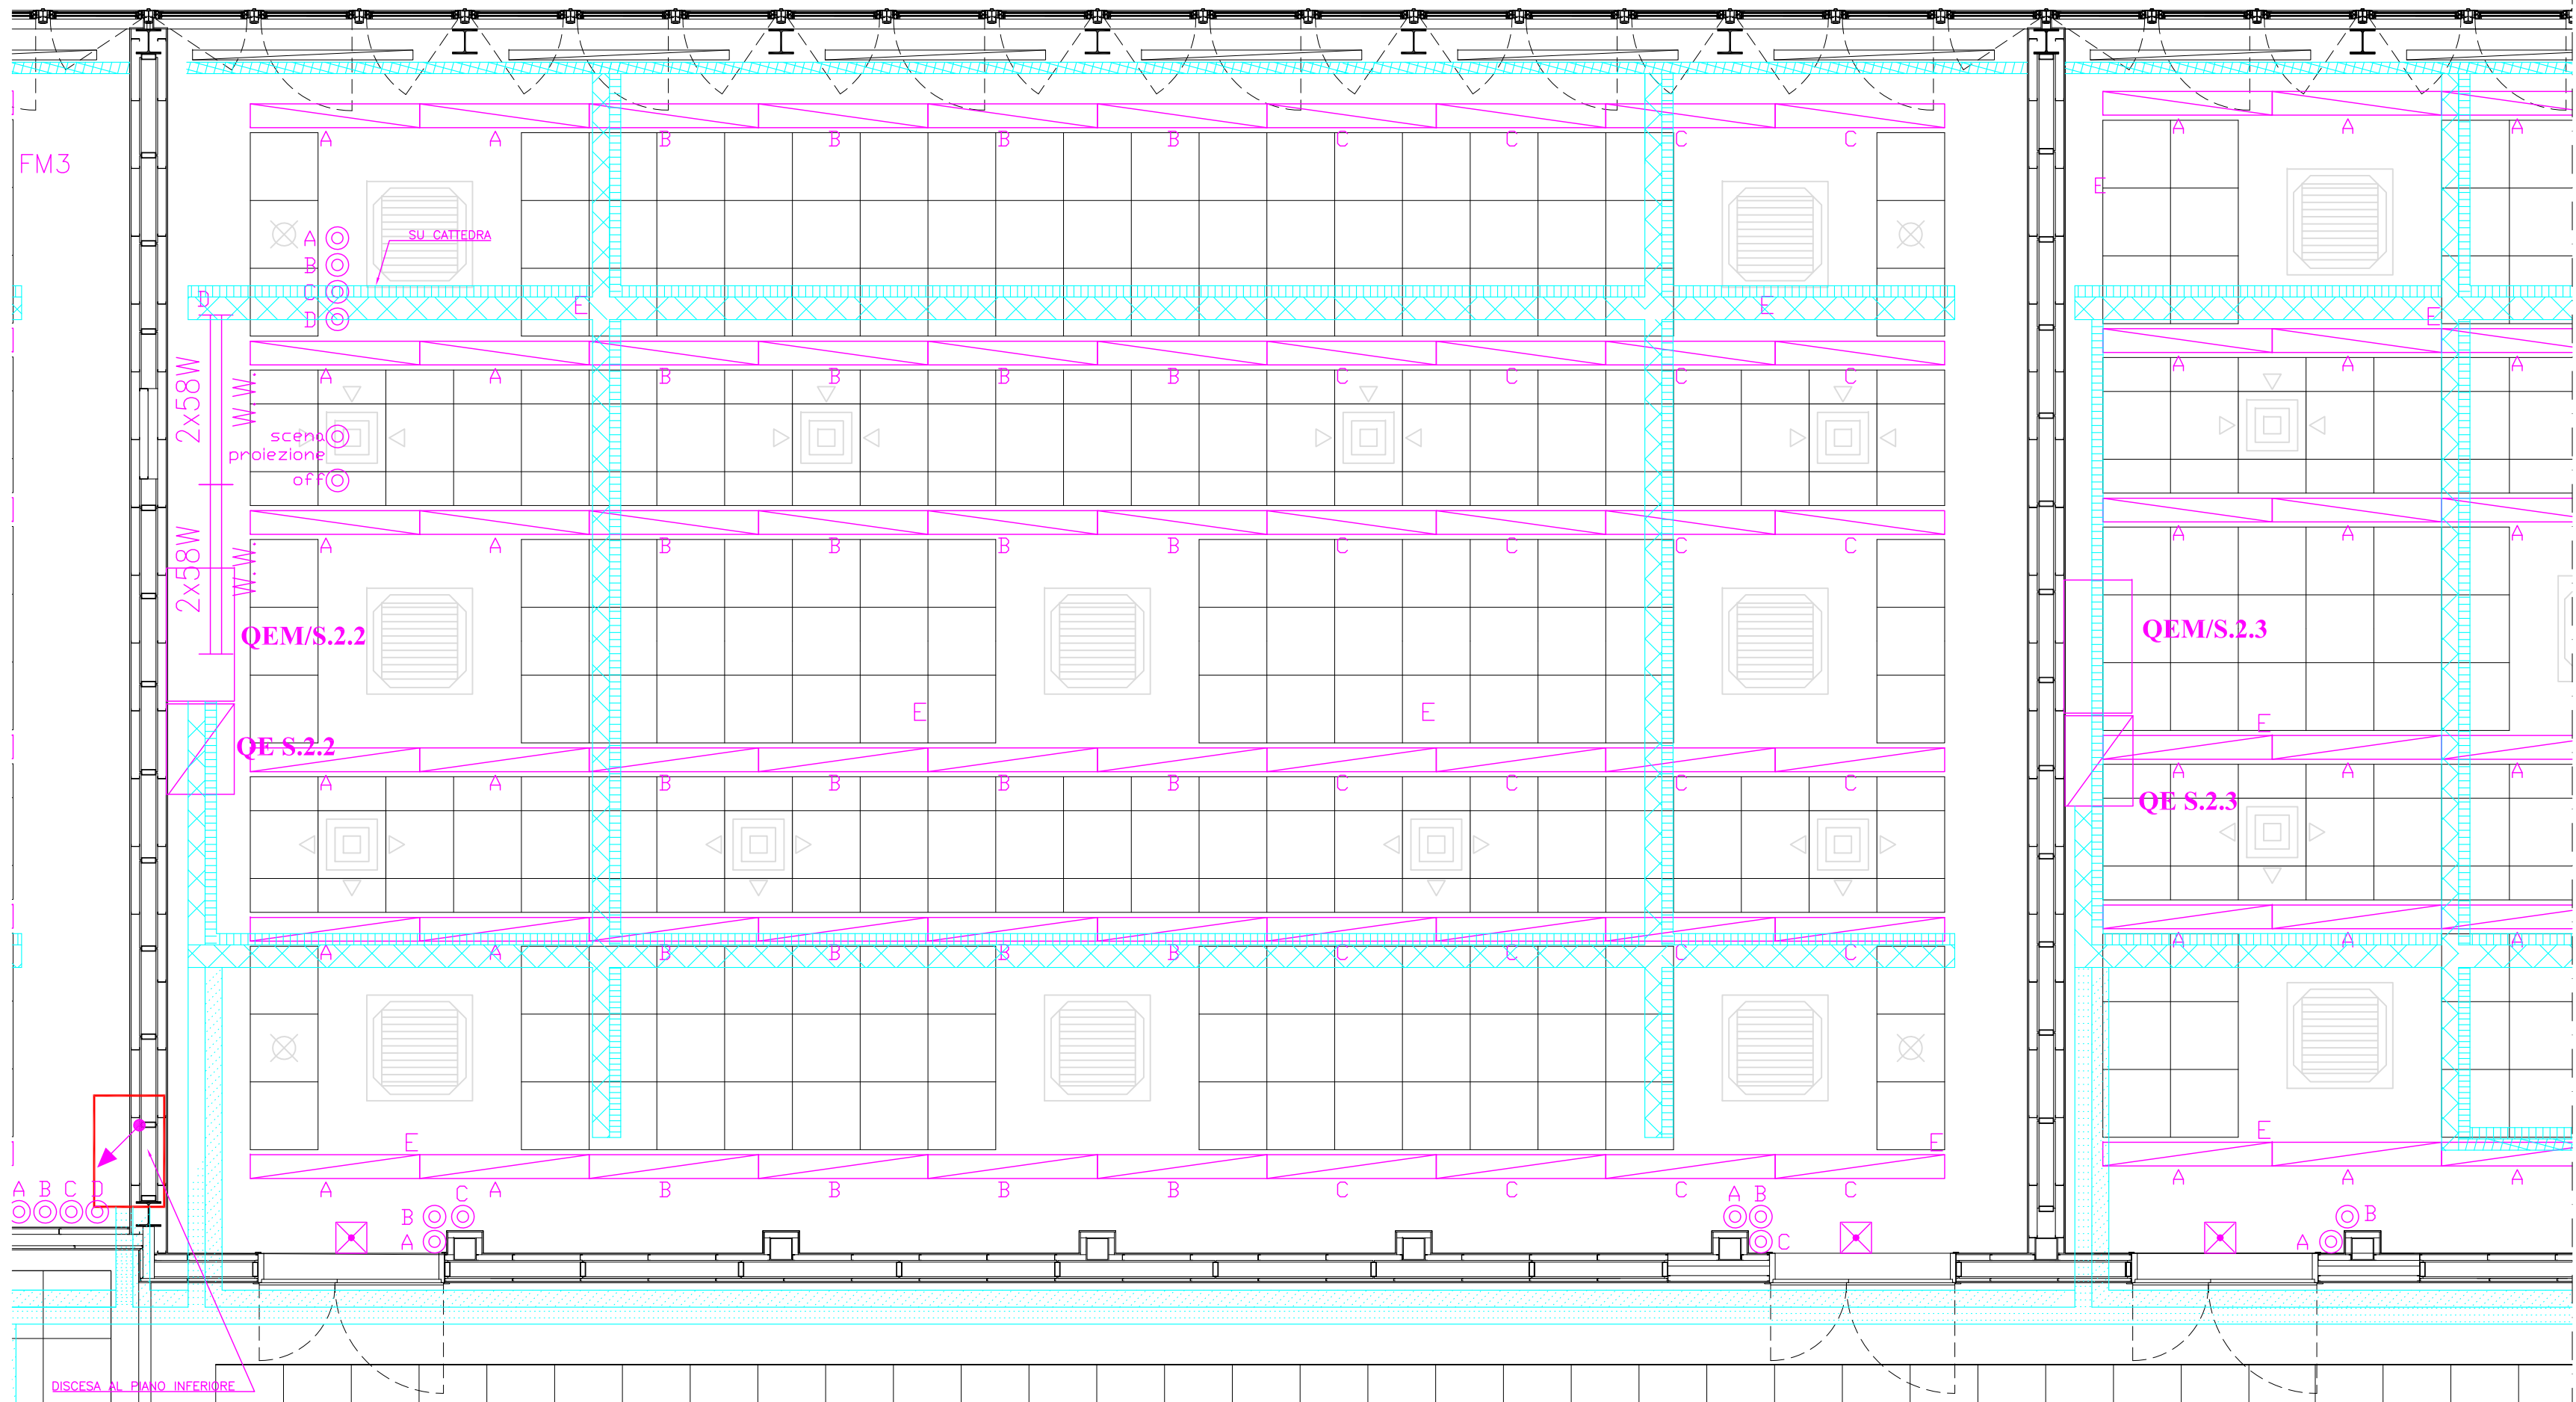 A A B B B B C C C C A A A
FM3
E
A
SU CATTEDRA
B
C
D
D
E
E
E
A A B B B B C C C C A A A
2x58W
W.
W.
scena
proiezione
off
A A B B B B C C C C A A A
2x58W
W.
W.
QEM/S.2.2
QEM/S.2.3
E
E
E
QE S.2.2
A A B B B B C C C C A A A
QE S.2.3
A A B B B B C C C C A A A
E
E
E
A B C D
A A B B B B C C C C A A A
C
B
A
A B
C
B
A
DISCESA AL PIANO INFERIORE